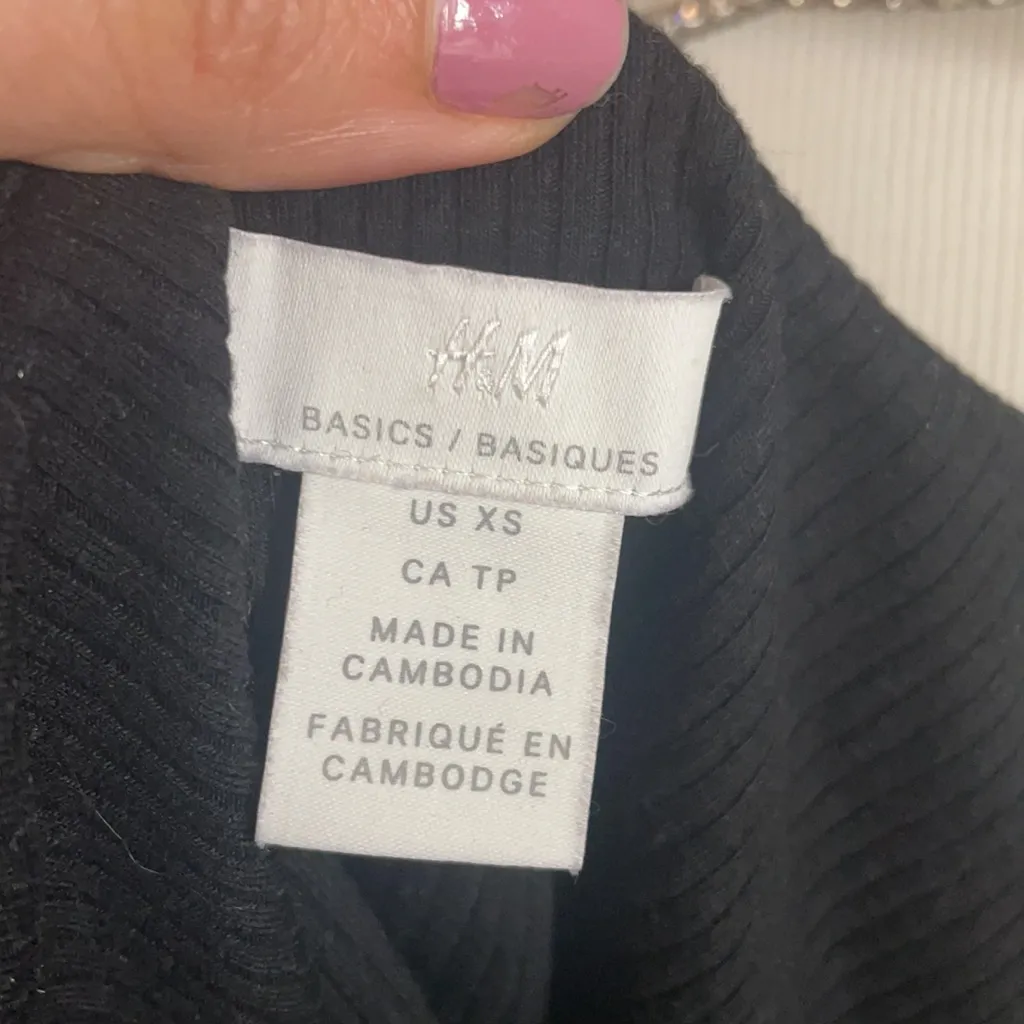 H&M
BASICS / BASIQUES
US XS
CA TP
MADE IN
CAMBODIA
FABRIQUÉ EN
CAMBODGE